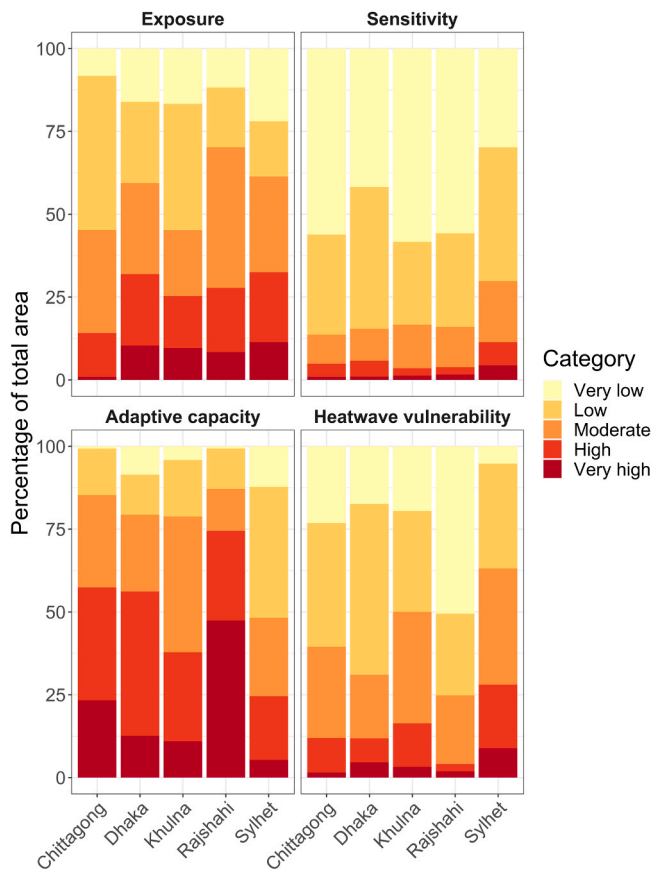 Exposure
Sensitivity
100
75
50
25
0
Percentage of total area
Adaptive capacity
Heatwave vulnerability
100
75
50
25
0
Chittagong
Dhaka
Khulna
Rajshahi
Sylhet
Chittagong
Dhaka
Khulna
Rajshahi
Sylhet
Category
Very low
Low
Moderate
High
Very high